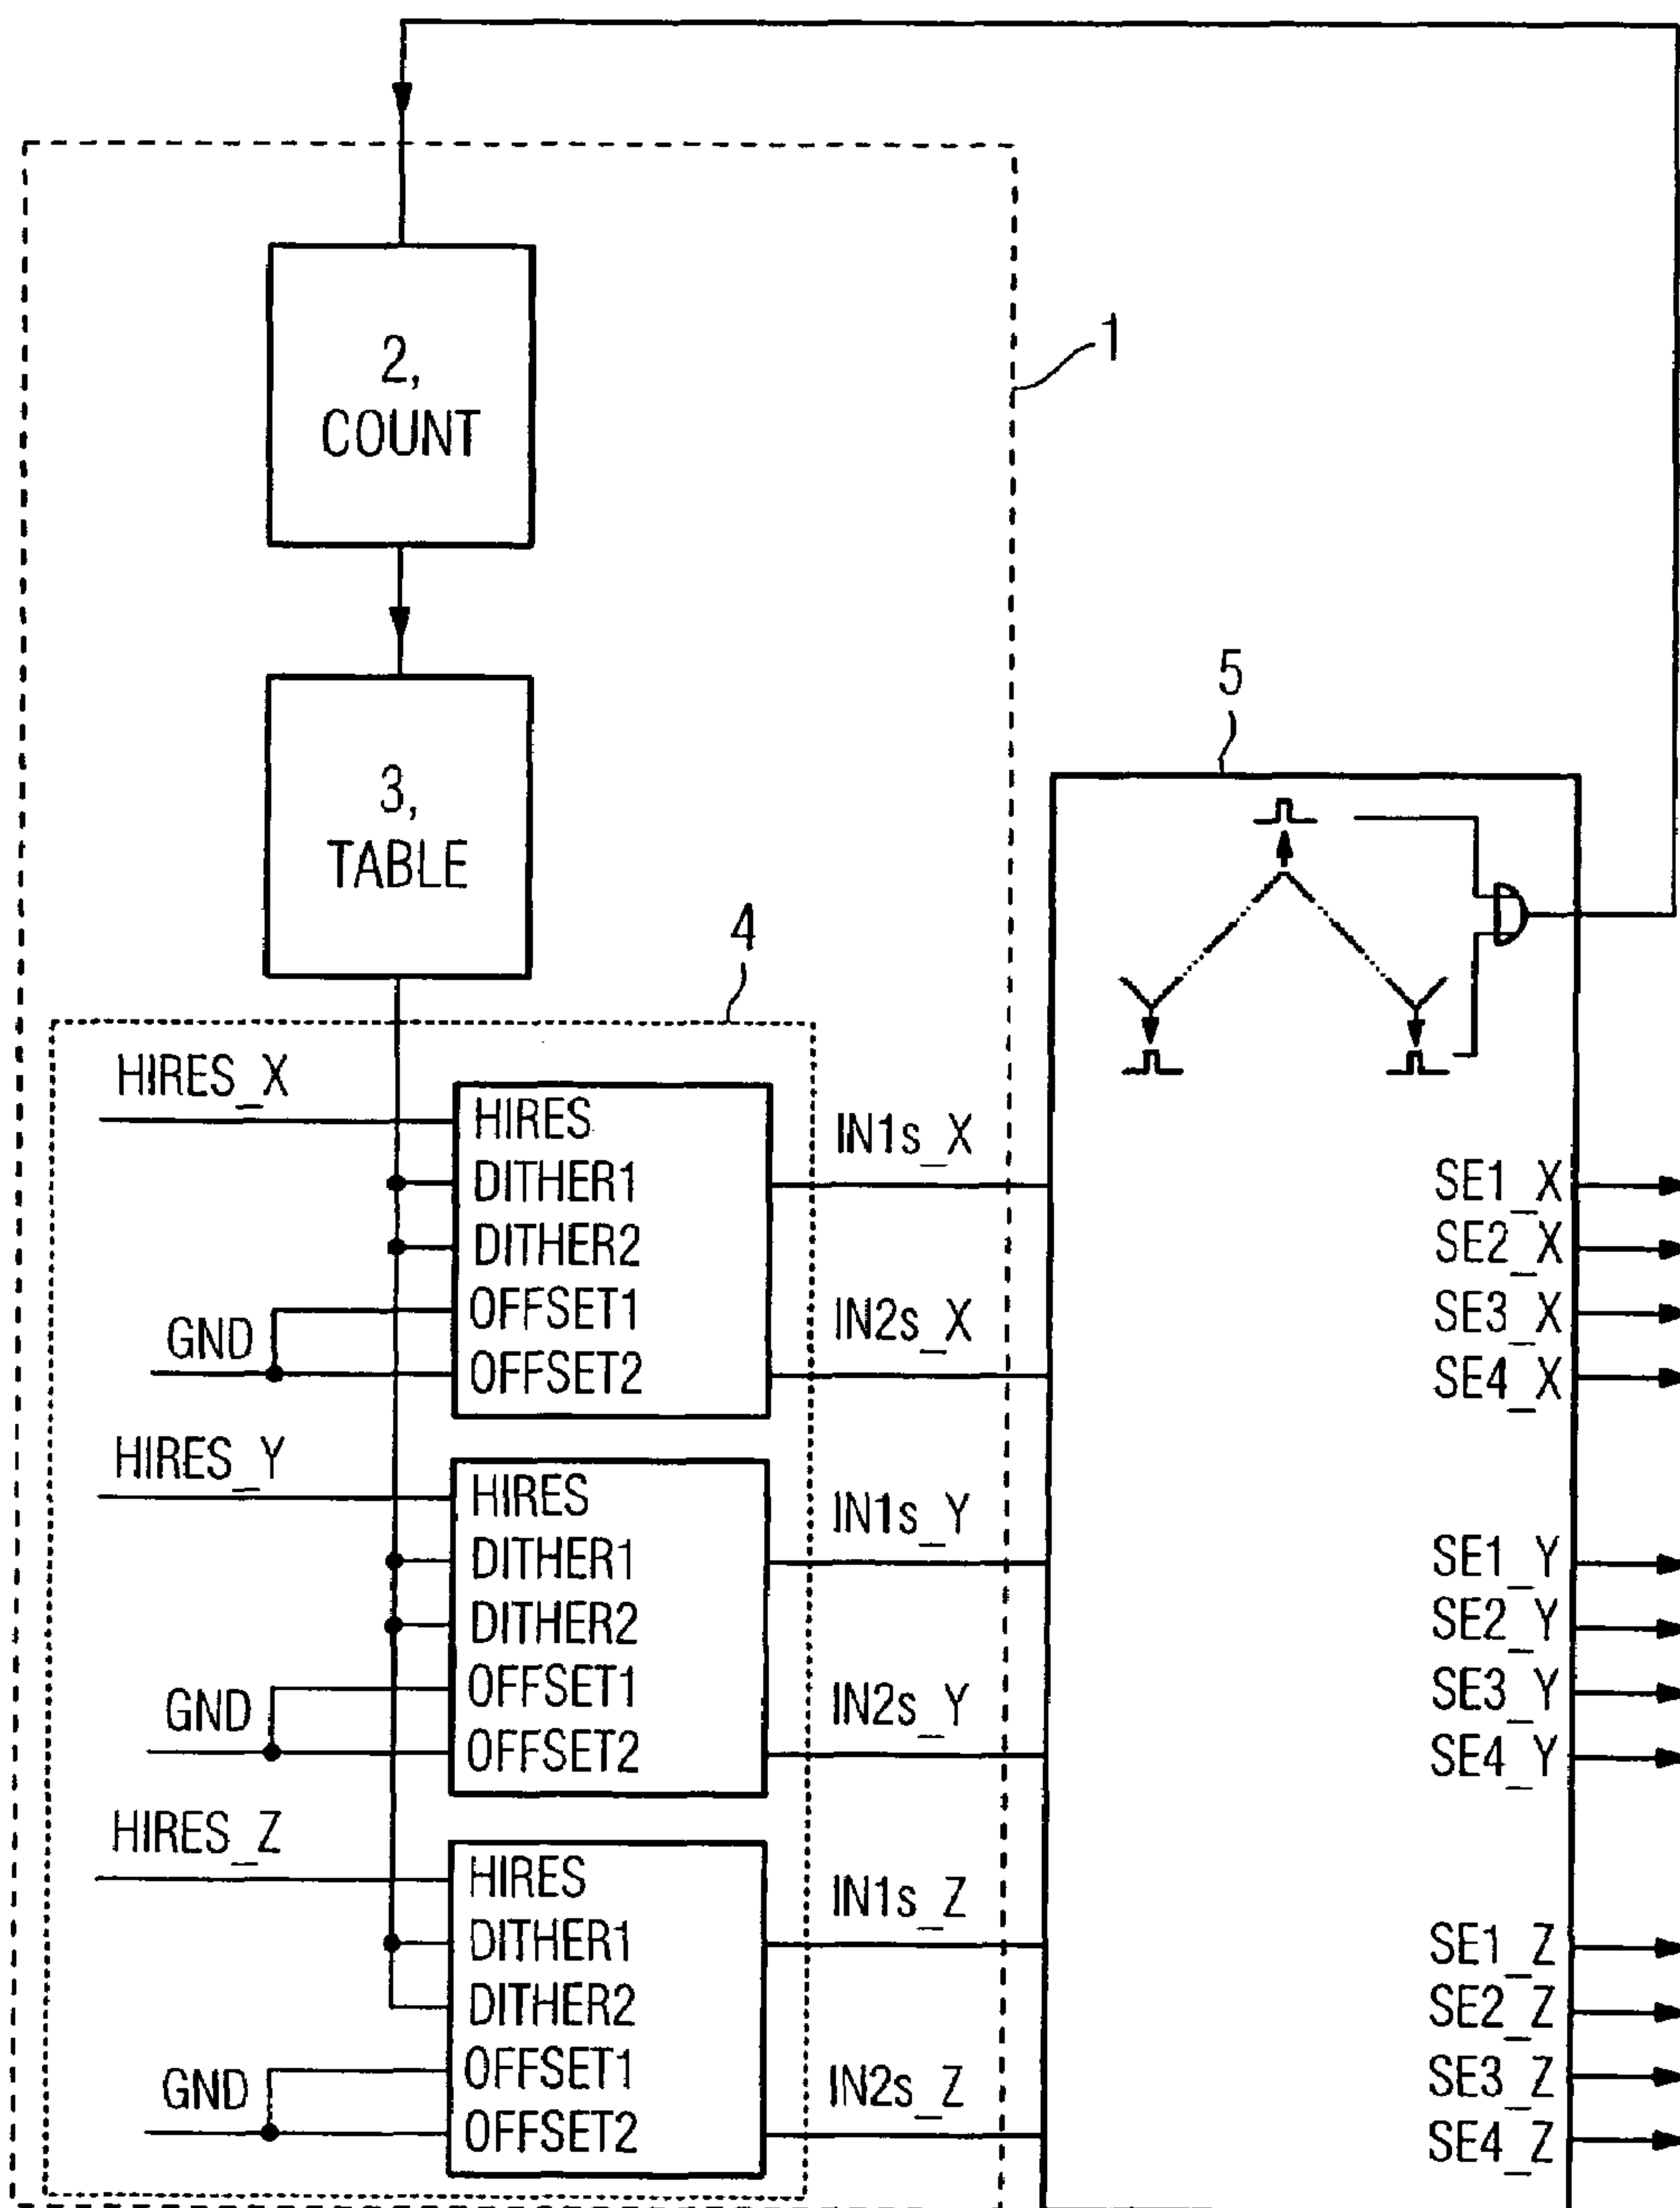 1
2,
COUNT
5
3,
TABLE
4
HIRES_X
HIRES
DITHER1
DITHER2
OFFSET1
OFFSET2
GND
IN1s_X
IN2s_X
SE1_X
SE2_X
SE3_X
SE4_X
HIRES_Y
HIRES
DITHER1
DITHER2
OFFSET1
OFFSET2
GND
IN1s_Y
IN2s_Y
SE1_Y
SE2_Y
SE3_Y
SE4_Y
HIRES_Z
HIRES
DITHER1
DITHER2
OFFSET1
OFFSET2
GND
IN1s_Z
IN2s_Z
SE1_Z
SE2_Z
SE3_Z
SE4_Z